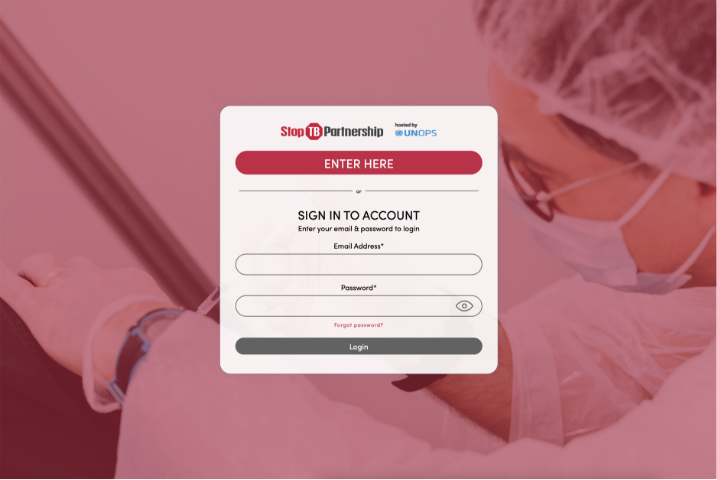 Stop TB Partnership
hosted by
UNOPS
ENTER HERE
or
SIGN IN TO ACCOUNT
Enter your email & password to login
Email Address*
Password*
Forgot password?
Login